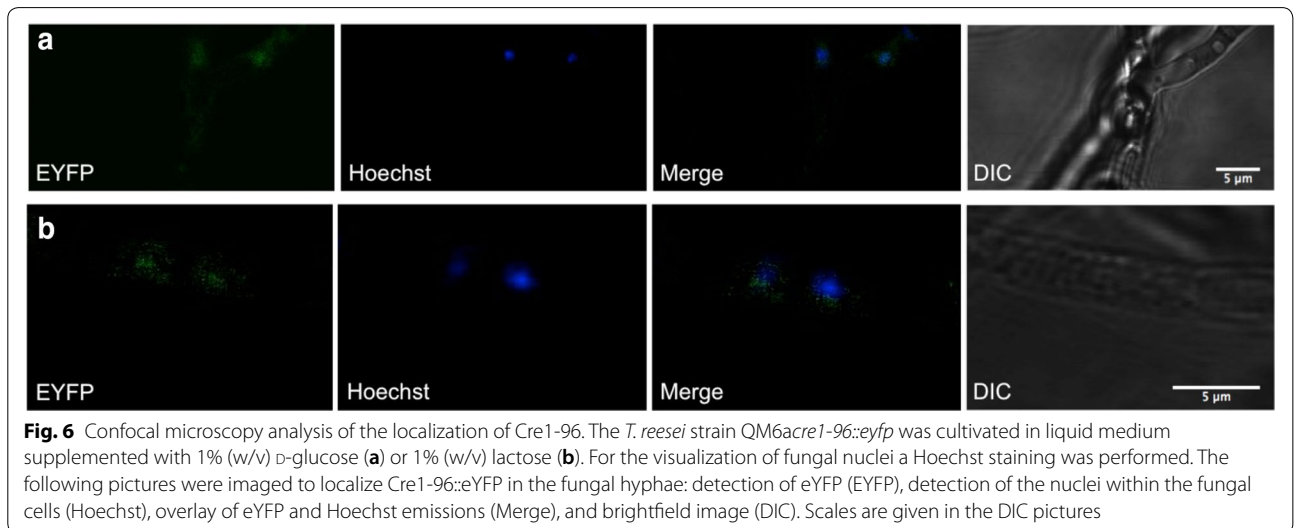 a
EYFP
Hoechst
Merge
DIC
5 µm
b
EYFP
Hoechst
Merge
DIC
5 µm
Fig. 6 Confocal microscopy analysis of the localization of Cre1-96. The T. reesei strain QM6acre1-96::eyfp was cultivated in liquid medium
supplemented with 1% (w/v) D-glucose (a) or 1% (w/v) lactose (b). For the visualization of fungal nuclei a Hoechst staining was performed. The
following pictures were imaged to localize Cre1-96::eYFP in the fungal hyphae: detection of eYFP (EYFP), detection of the nuclei within the fungal
cells (Hoechst), overlay of eYFP and Hoechst emissions (Merge), and brightfield image (DIC). Scales are given in the DIC pictures